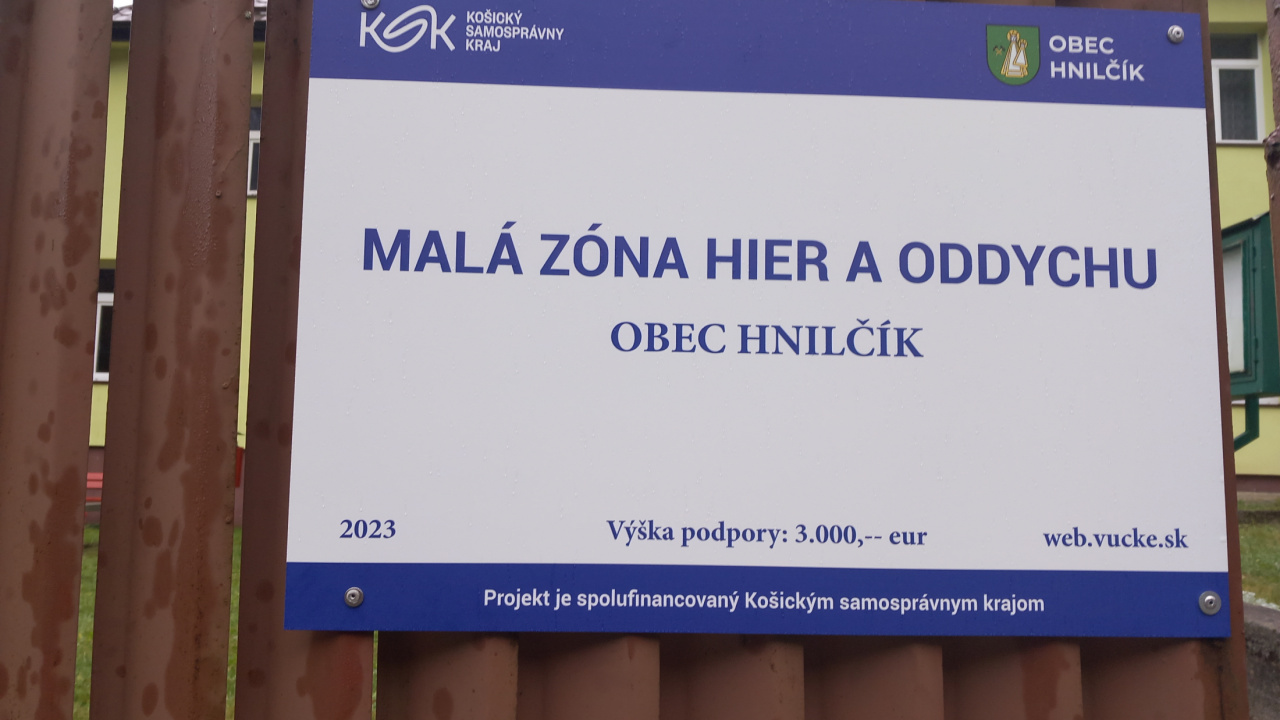 KSK
KOŠICKÝ
SAMOSPRÁVNY
KRAJ
OBEC
HNILČÍK
MALÁ ZÓNA HIER A ODDYCHU
OBEC HNILČÍK
2023
Výška podpory: 3.000,-- eur
web.vucke.sk
Projekt je spolufinancovaný Košickým samosprávnym krajom